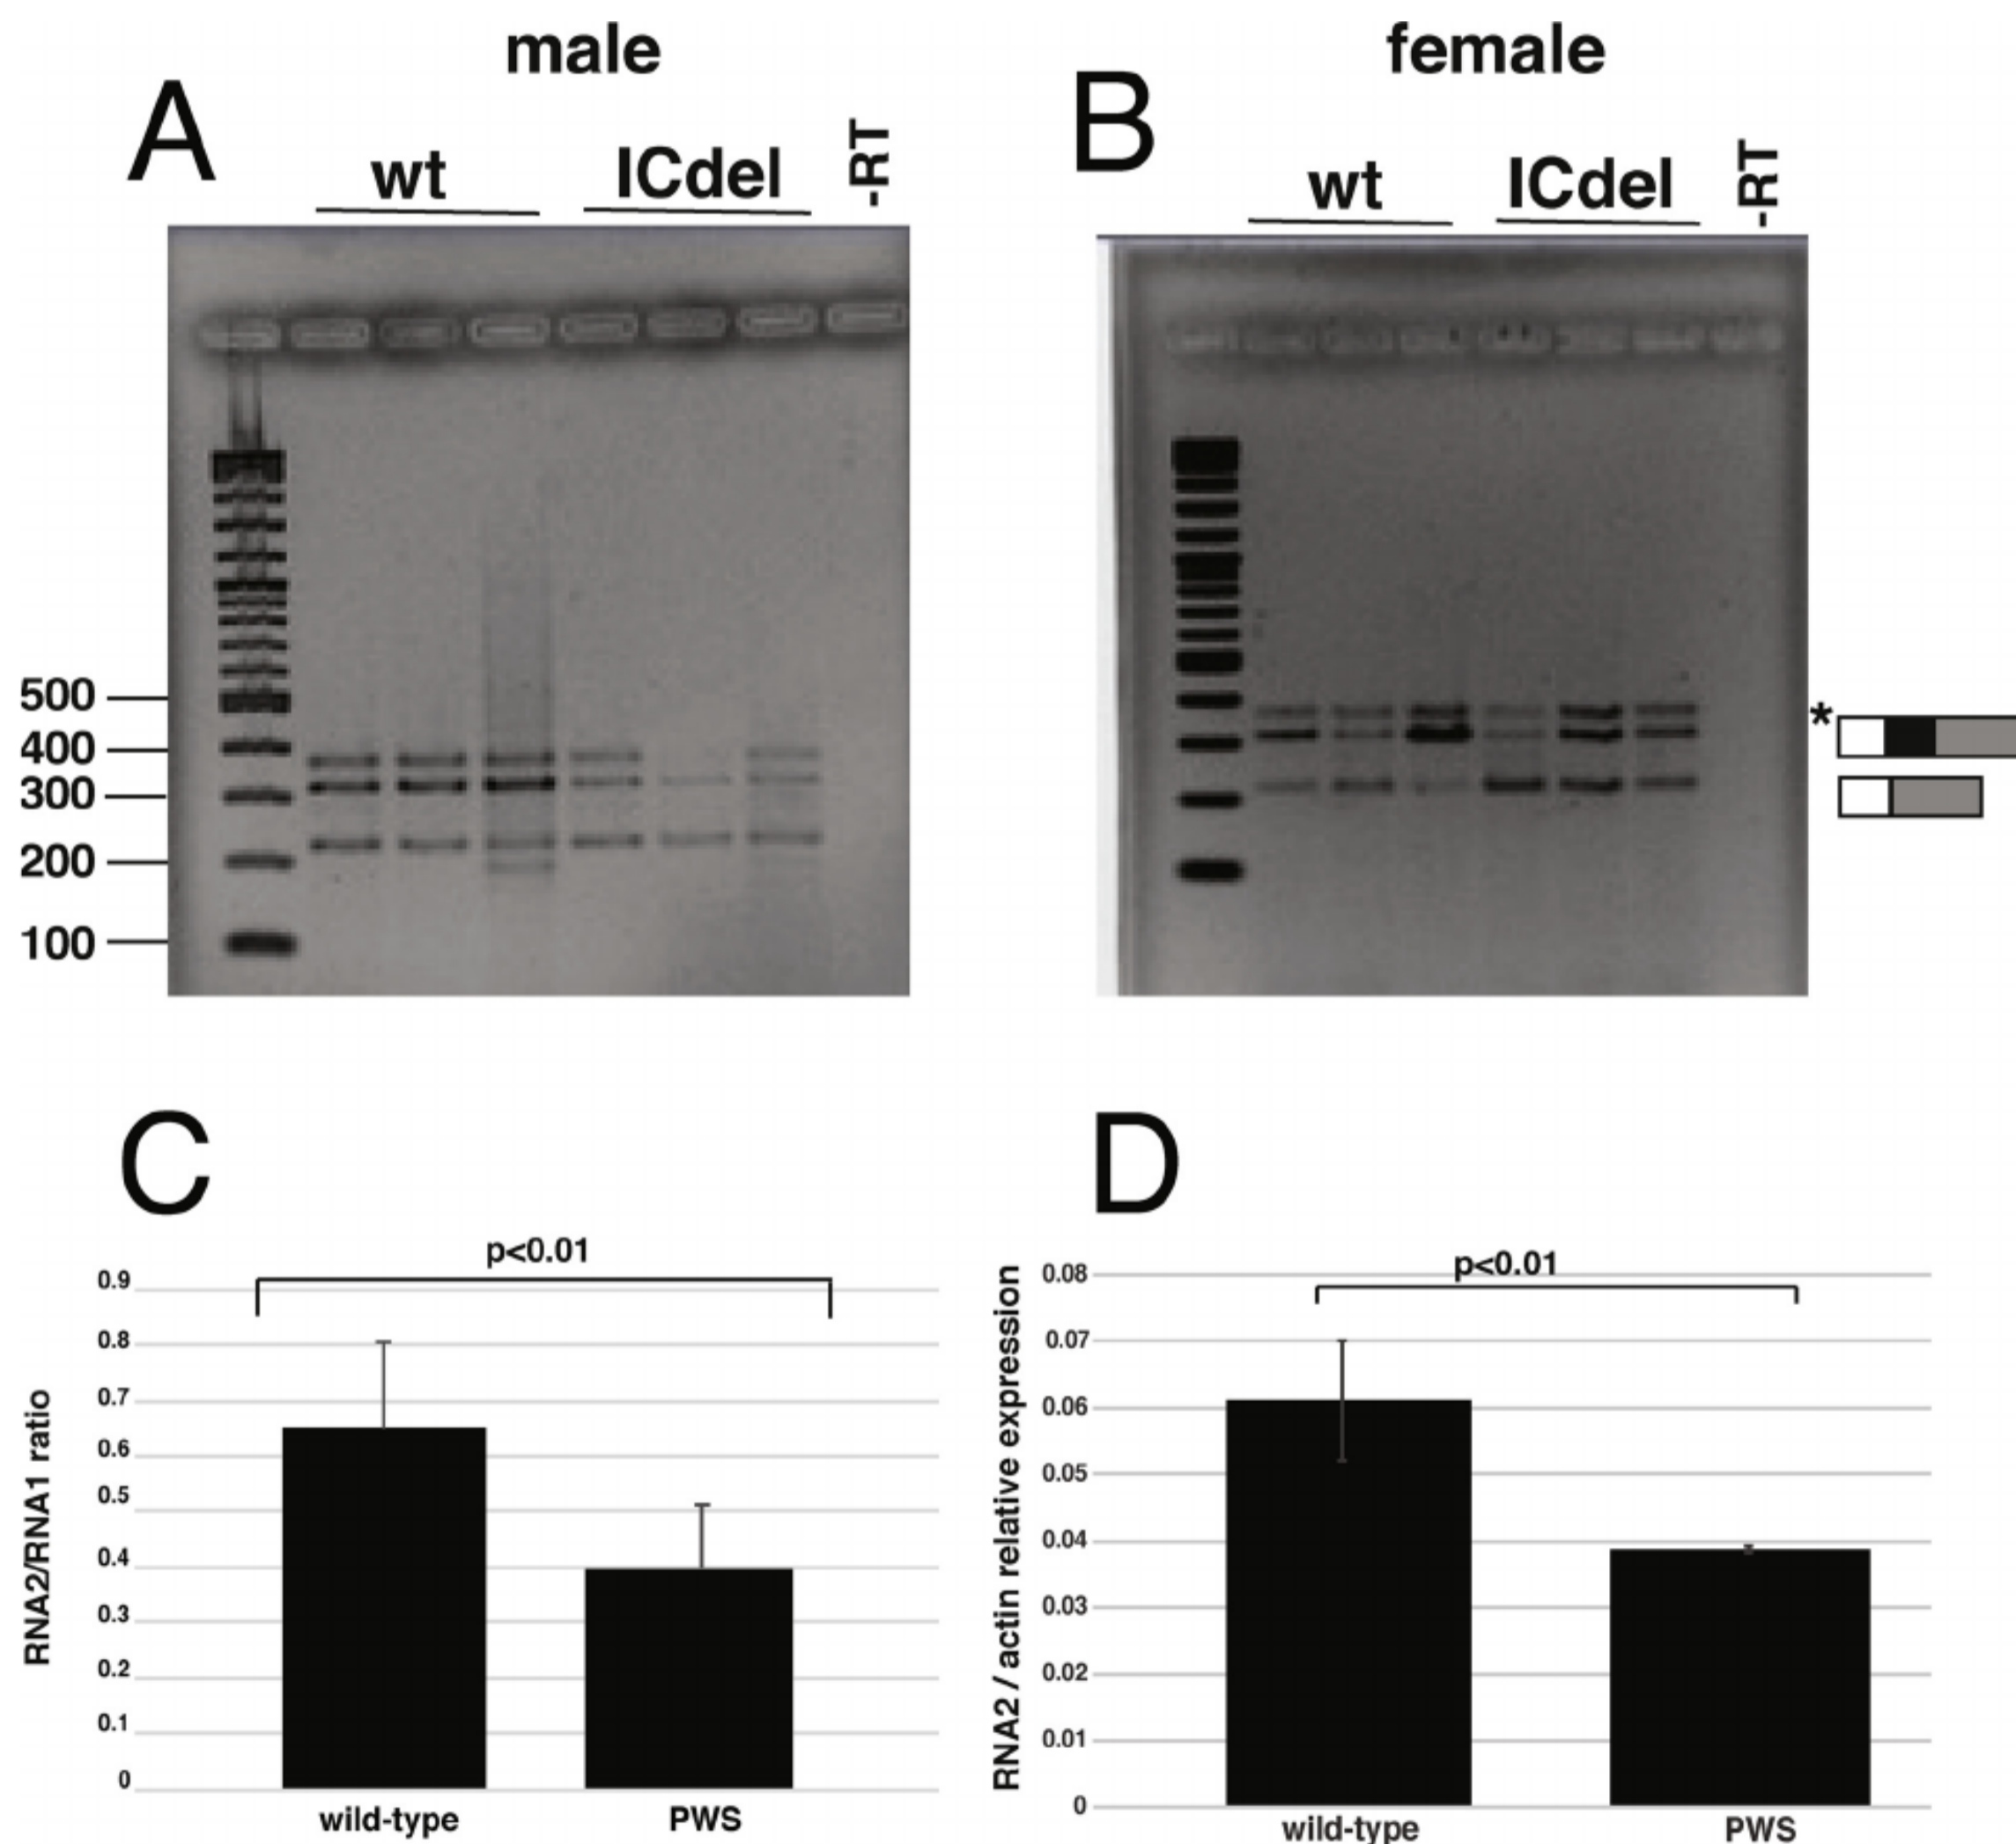 male
female
A
B
wt
ICdel
-RT
wt
ICdel
-RT
500
400
300
200
100
*
C
D
p<0.01
RNA2/RNA1 ratio
0.9
0.8
0.7
0.6
0.5
0.4
0.3
0.2
0.1
0
wild-type
PWS
p<0.01
RNA2 / actin relative expression
0.08
0.07
0.06
0.05
0.04
0.03
0.02
0.01
0
wild-type
PWS